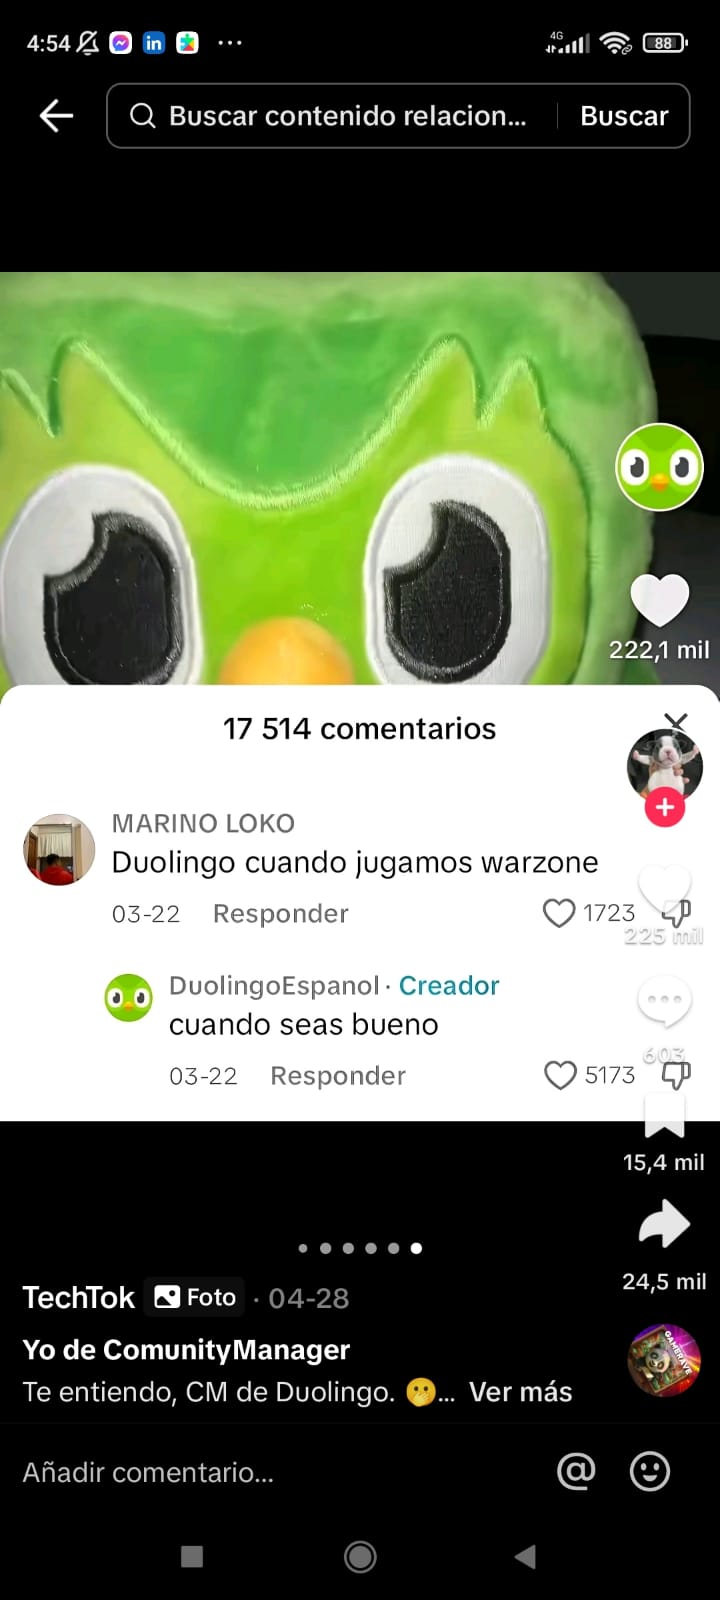 4:54
4G
88
Buscar contenido relacion...
Buscar
222,1 mil
17 514 comentarios
MARINO LOKO
Duolingo cuando jugamos warzone
03-22 Responder 1723
225 mil
DuolingoEspanol · Creador
cuando seas bueno
603
03-22 Responder 5173
15,4 mil
24,5 mil
TechTok Foto · 04-28
Yo de ComunityManager
Te entiendo, CM de Duolingo. 🤭... Ver más
GAMERAVE
Añadir comentario...